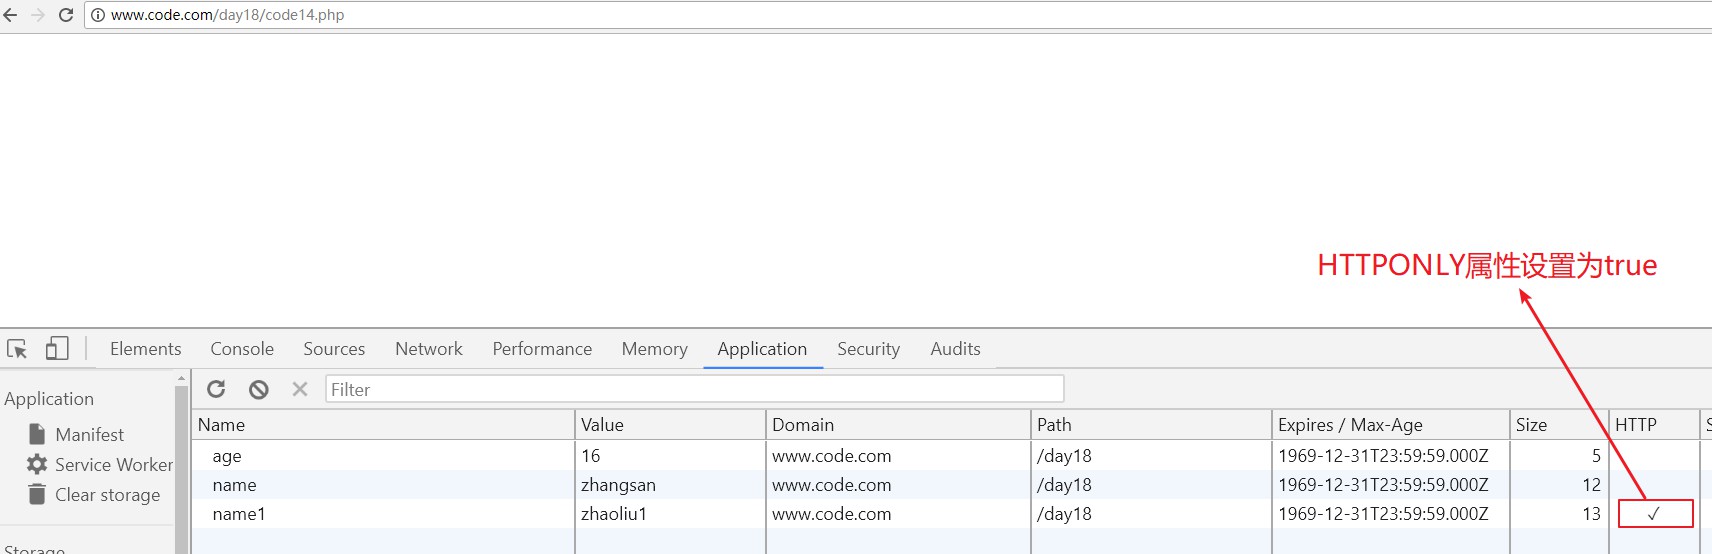 www.code.com/day18/code14.php
HTTPONLY属性设置为true
Elements Console Sources Network Performance Memory Application Security Audits
Application
Manifest
Service Worker
Clear storage
Storage
Filter
Name Value Domain Path Expires / Max-Age Size HTTP S
age 16 www.code.com /day18 1969-12-31T23:59:59.000Z 5
name zhangsan www.code.com /day18 1969-12-31T23:59:59.000Z 12
name1 zhaoliu1 www.code.com /day18 1969-12-31T23:59:59.000Z 13 ✓